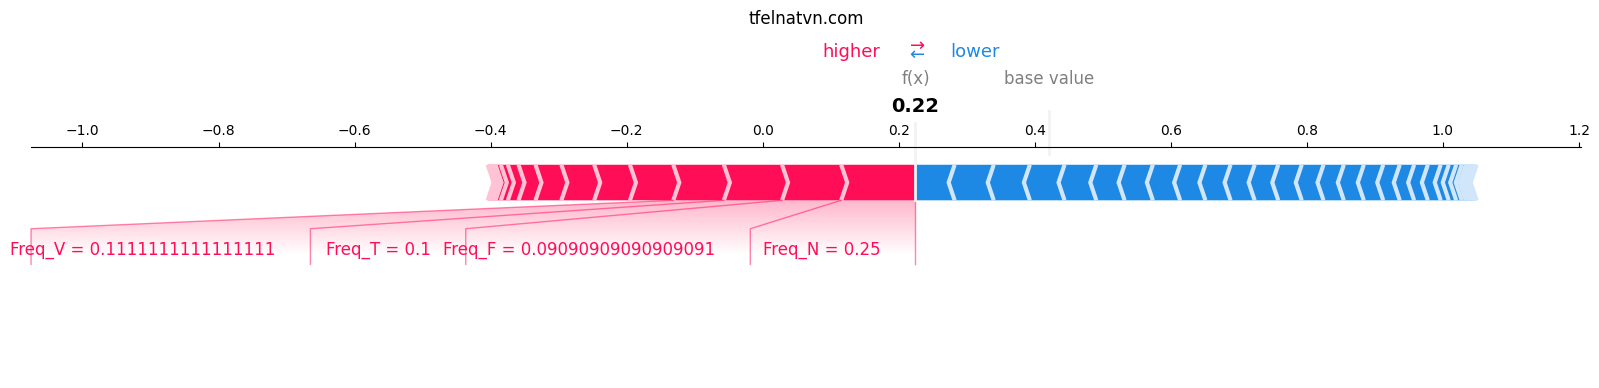 tfelnatvn.com
higher → ← lower
f(x) base value
0.22
−1.0 −0.8 −0.6 −0.4 −0.2 0.0 0.2 0.4 0.6 0.8 1.0 1.2
Freq_V = 0.1111111111111111 Freq_T = 0.1 Freq_F = 0.09090909090909091 Freq_N = 0.25